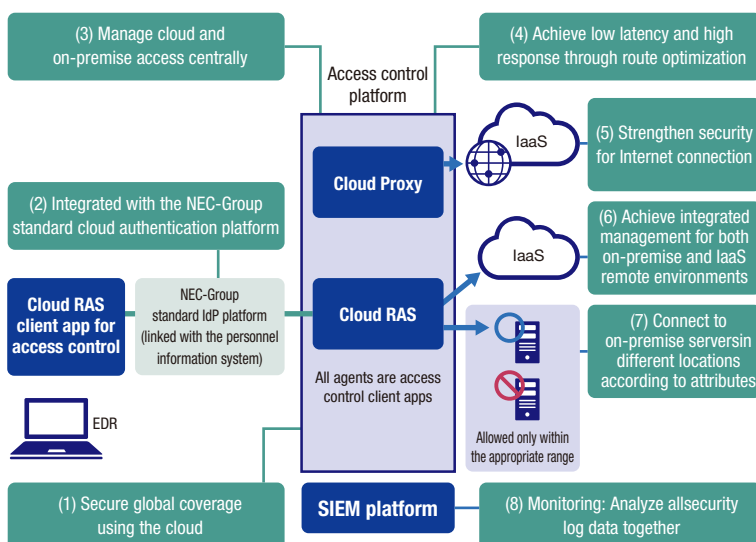 (3) Manage cloud and
on-premise access centrally
(4) Achieve low latency and high
response through route optimization
Access control
platform
IaaS
(5) Strengthen security
for Internet connection
Cloud Proxy
(2) Integrated with the NEC-Group
standard cloud authentication platform
(6) Achieve integrated
management for both
on-premise and IaaS
remote environments
IaaS
Cloud RAS
client app for
access control
NEC-Group
standard IdP platform
(linked with the personnel
information system)
Cloud RAS
(7) Connect to
on-premise serversin
different locations
according to attributes
All agents are access
control client apps
EDR
Allowed only within
the appropriate range
(1) Secure global coverage
using the cloud
SIEM platform
(8) Monitoring: Analyze allsecurity
log data together